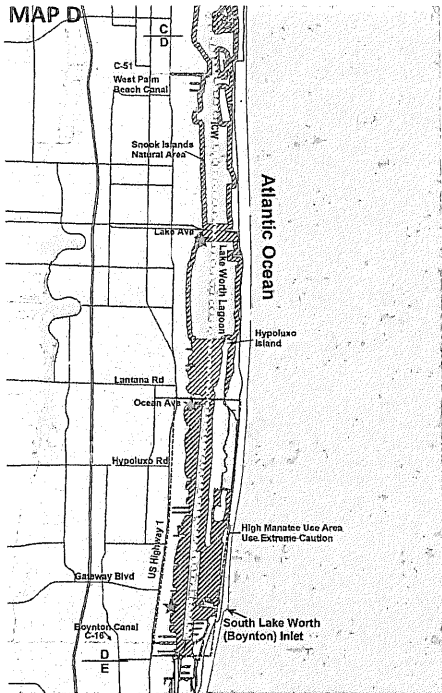 MAP D
C
D
C-51
West Palm
Beach Canal
ICW
Snook Islands
Natural Area
Atlantic Ocean
Lake Ave
Lake Worth Lagoon
Hypoluxo
Island
Lantana Rd
Ocean Ave
Hypoluxo Rd
US Highway 1
High Manatee Use Area
Use Extreme Caution
Gateway Blvd
South Lake Worth
(Boynton) Inlet
Boynton Canal
C-16
D
E